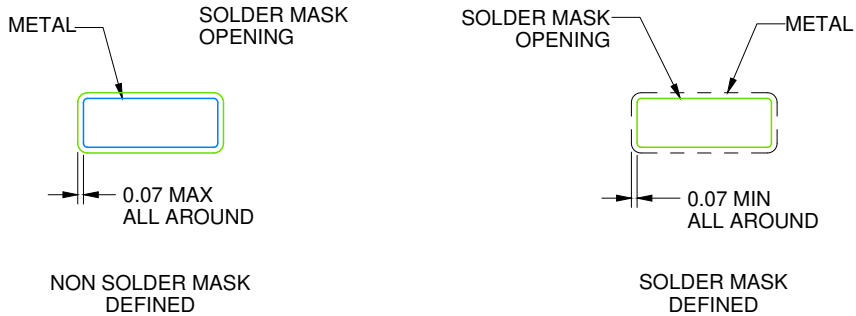 METAL
SOLDER MASK
OPENING
0.07 MAX
ALL AROUND
NON SOLDER MASK
DEFINED
SOLDER MASK
OPENING
METAL
0.07 MIN
ALL AROUND
SOLDER MASK
DEFINED